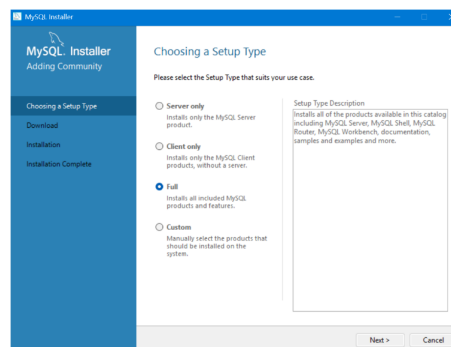 MySQL Installer
MySQL. Installer
Adding Community
Choosing a Setup Type
Download
Installation
Installation Complete
Choosing a Setup Type
Please select the Setup Type that suits your use case.
Server only
Installs only the MySQL Server
product.
Client only
Installs only the MySQL Client
products, without a server.
Full
Installs all included MySQL
products and features.
Custom
Manually select the products that
should be installed on the
system.
Setup Type Description
Installs all of the products available in this catalog
including MySQL Server, MySQL Shell, MySQL
Router, MySQL Workbench, documentation,
samples and examples and more.
Next >
Cancel